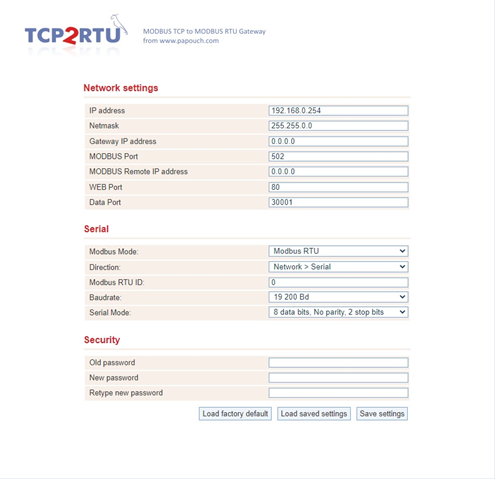 TCP2RTU
MODBUS TCP to MODBUS RTU Gateway
from www.papouch.com
Network settings
IP address 192.168.0.254
Netmask 255.255.0.0
Gateway IP address 0.0.0.0
MODBUS Port 502
MODBUS Remote IP address 0.0.0.0
WEB Port 80
Data Port 30001
Serial
Modbus Mode: Modbus RTU
Direction: Network > Serial
Modbus RTU ID: 0
Baudrate: 19 200 Bd
Serial Mode: 8 data bits, No parity, 2 stop bits
Security
Old password
New password
Retype new password
Load factory default Load saved settings Save settings